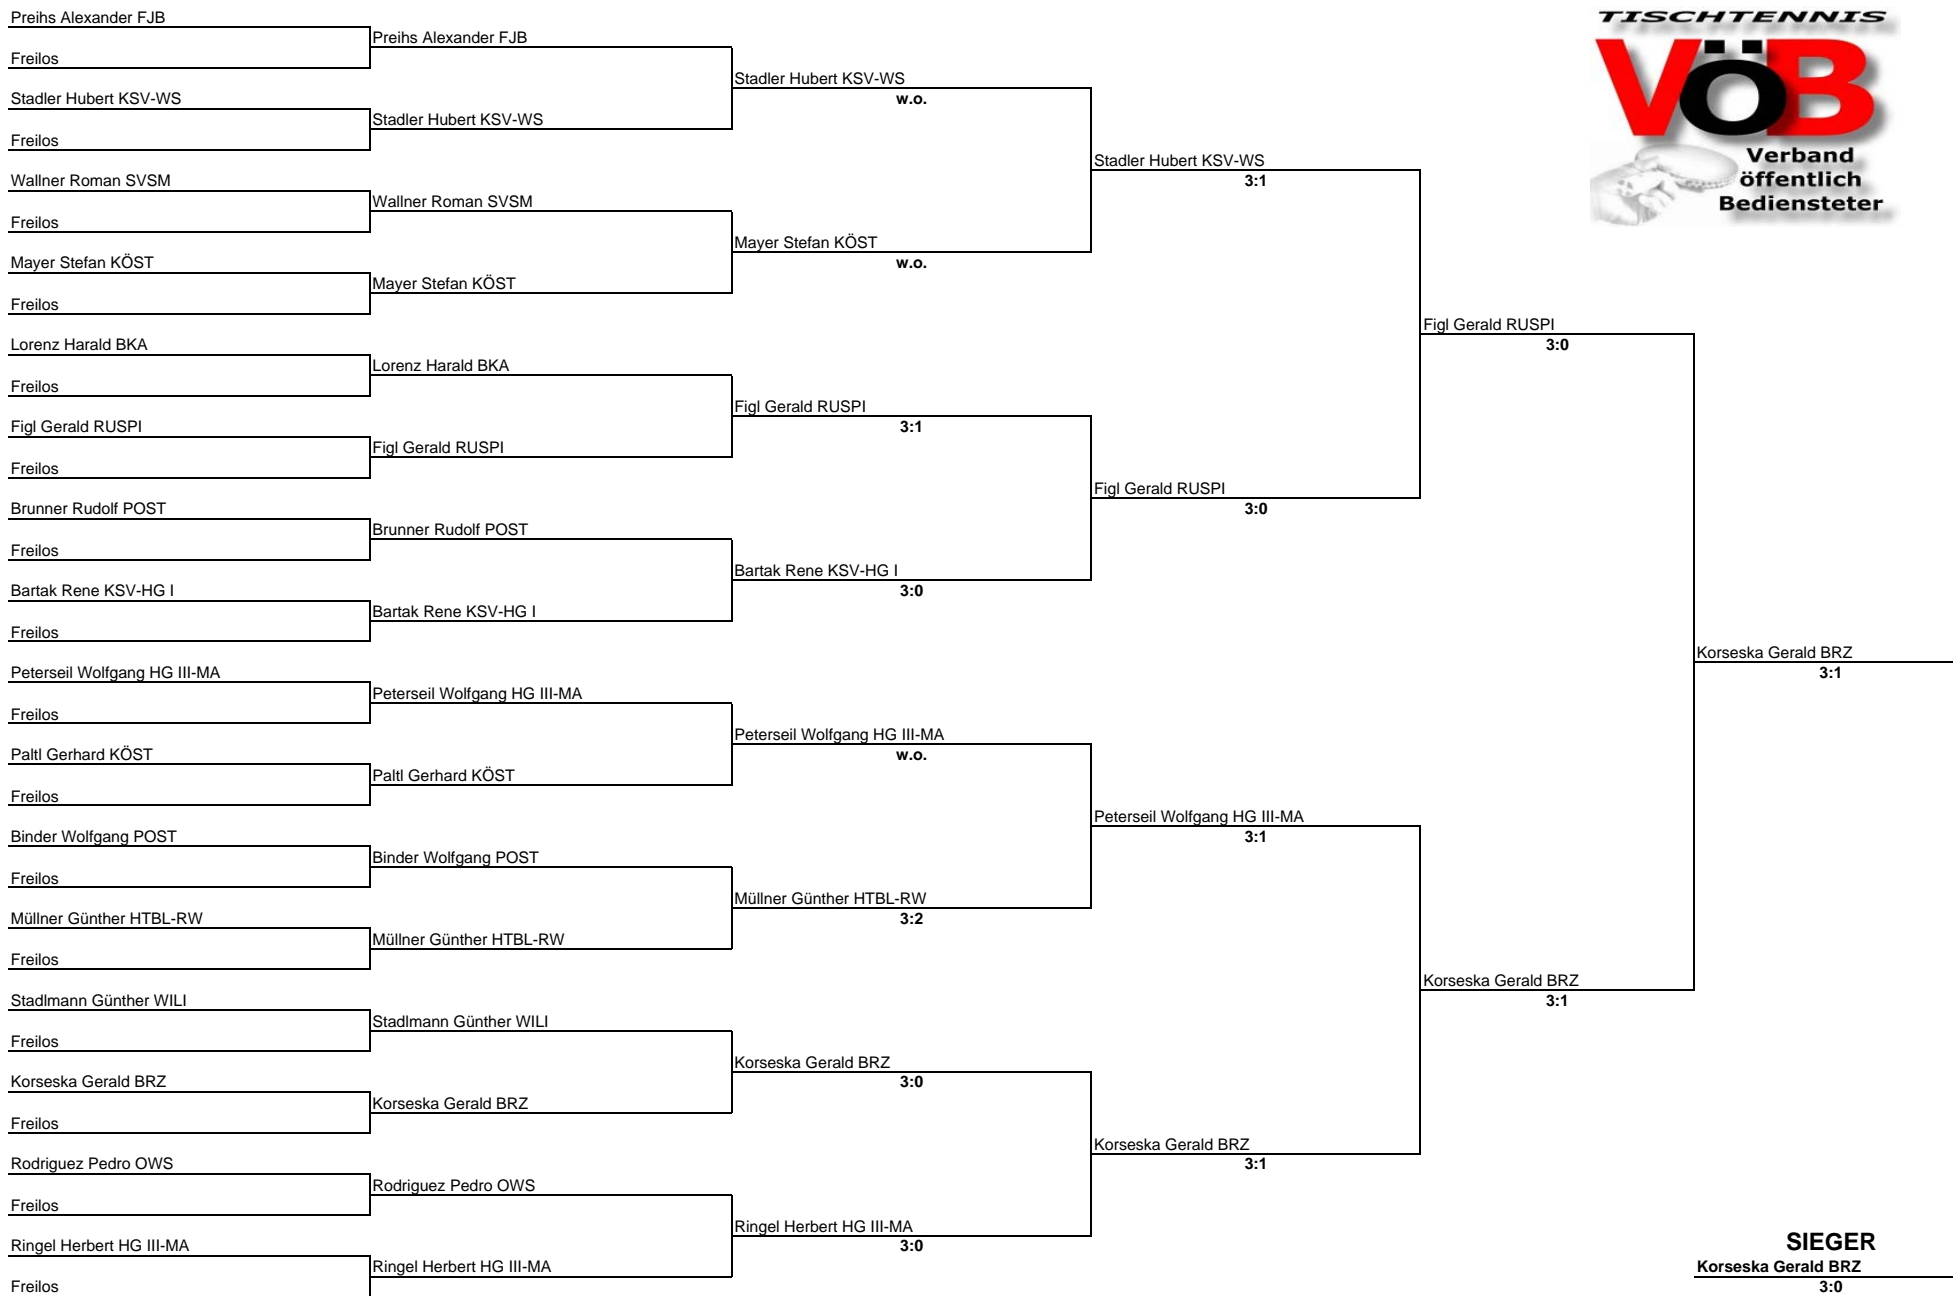 Preihs Alexander FJB
Freilos
Stadler Hubert KSV-WS
Freilos
Wallner Roman SVSM
Freilos
Mayer Stefan KÖST
Freilos
Lorenz Harald BKA
Freilos
Figl Gerald RUSPI
Freilos
Brunner Rudolf POST
Freilos
Bartak Rene KSV-HG I
Freilos
Peterseil Wolfgang HG III-MA
Freilos
Paltl Gerhard KÖST
Freilos
Binder Wolfgang POST
Freilos
Müllner Günther HTBL-RW
Freilos
Stadlmann Günther WILI
Freilos
Korseska Gerald BRZ
Freilos
Rodriguez Pedro OWS
Freilos
Ringel Herbert HG III-MA
Freilos
Preihs Alexander FJB
Stadler Hubert KSV-WS
Wallner Roman SVSM
Mayer Stefan KÖST
Lorenz Harald BKA
Figl Gerald RUSPI
Brunner Rudolf POST
Bartak Rene KSV-HG I
Peterseil Wolfgang HG III-MA
Paltl Gerhard KÖST
Binder Wolfgang POST
Müllner Günther HTBL-RW
Stadlmann Günther WILI
Korseska Gerald BRZ
Rodriguez Pedro OWS
Ringel Herbert HG III-MA
Stadler Hubert KSV-WS
w.o.
Mayer Stefan KÖST
w.o.
Figl Gerald RUSPI
3:1
Bartak Rene KSV-HG I
3:0
Peterseil Wolfgang HG III-MA
w.o.
Müllner Günther HTBL-RW
3:2
Korseska Gerald BRZ
3:0
Ringel Herbert HG III-MA
3:0
Stadler Hubert KSV-WS
3:1
Figl Gerald RUSPI
3:0
Peterseil Wolfgang HG III-MA
3:1
Korseska Gerald BRZ
3:1
Figl Gerald RUSPI
3:0
Korseska Gerald BRZ
3:1
TISCHTENNIS
VÖB
Verband
öffentlich
Bediensteter
Korseska Gerald BRZ
3:1
SIEGER
Korseska Gerald BRZ
3:0